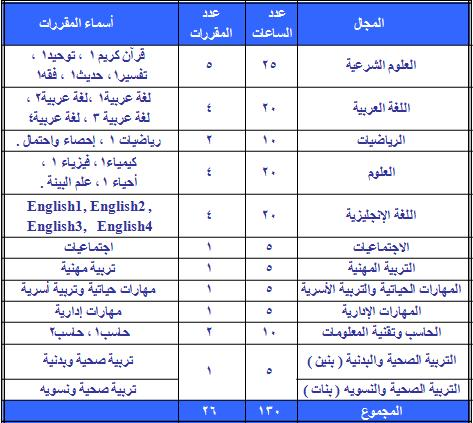 المجال عدد الساعات عدد المقررات أسماء المقررات
العلوم الشرعية ٢٥ ٥ قرآن كريم ١ ، توحيد١ ،
تفسير١ ، حديث١ ، فقه١
اللغة العربية ٢٠ ٤ لغة عربية١ ،لغة عربية٢ ،
لغة عربية ٣ ، لغة عربية٤
الرياضيات ١٠ ٢ رياضيات ١ ، إحصاء واحتمال .
العلوم ٢٠ ٤ كيمياء١ ، فيزياء ١ ،
أحياء ١ ، علم البيئة .
اللغة الإنجليزية ٢٠ ٤ English1, English2 ,
English3, English4
الاجتماعيات ٥ ١ اجتماعيات
التربية المهنية ٥ ١ تربية مهنية
المهارات الحياتية والتربية الأسرية ٥ ١ مهارات حياتية وتربية أسرية
المهارات الإدارية ٥ ١ مهارات إدارية
الحاسب وتقنية المعلومات ١٠ ٢ حاسب١ ، حاسب٢
التربية الصحية والبدنية ( بنين ) ٥ ١ تربية صحية وبدنية
التربية الصحية والنسويه ( بنات ) تربية صحية ونسويه
المجموع ١٣٠ ٢٦